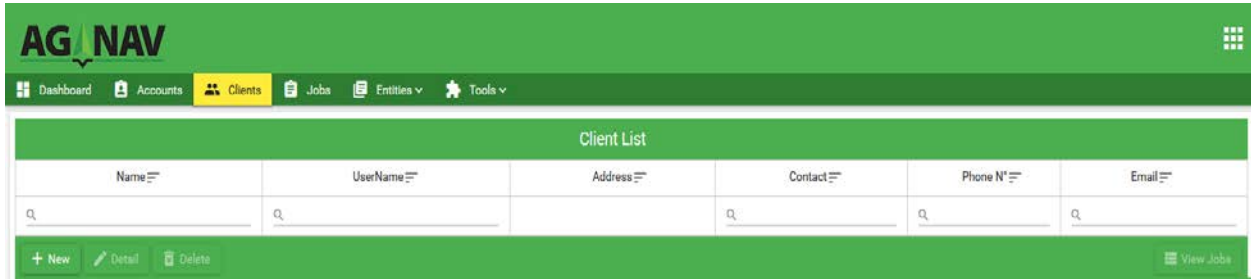 AG NAV
Dashboard Accounts Clients Jobs Entities Tools
Client List
Name UserName Address Contact Phone N° Email
+ New Detail Delete View Jobs